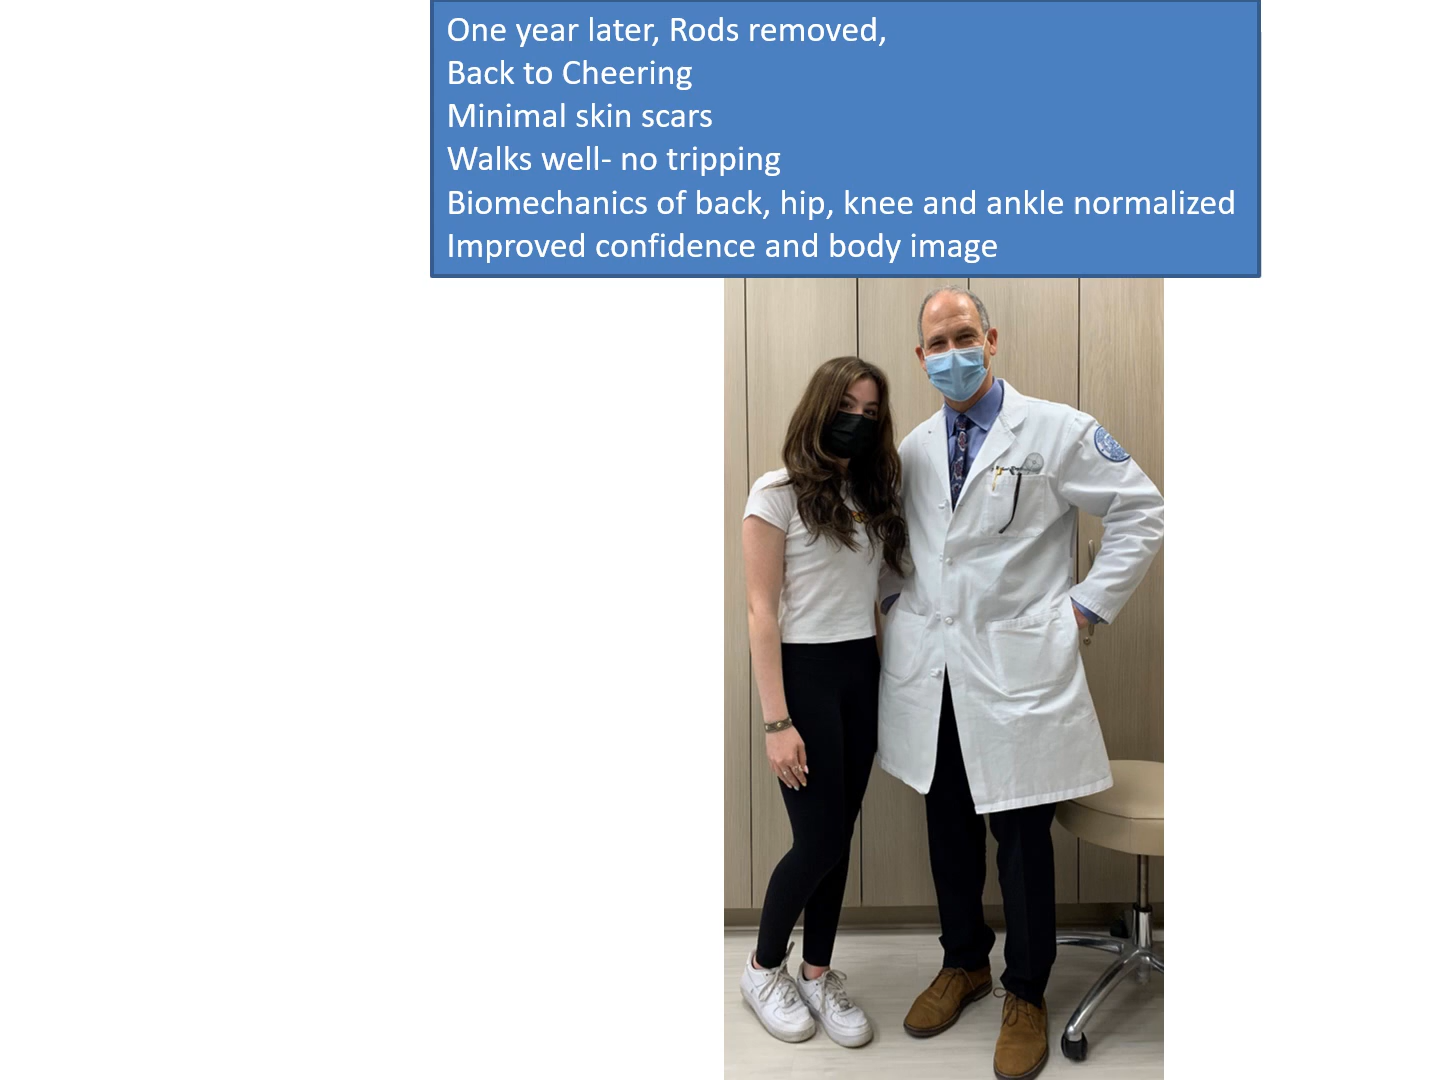 One year later, Rods removed,
Back to Cheering
Minimal skin scars
Walks well- no tripping
Biomechanics of back, hip, knee and ankle normalized
Improved confidence and body image